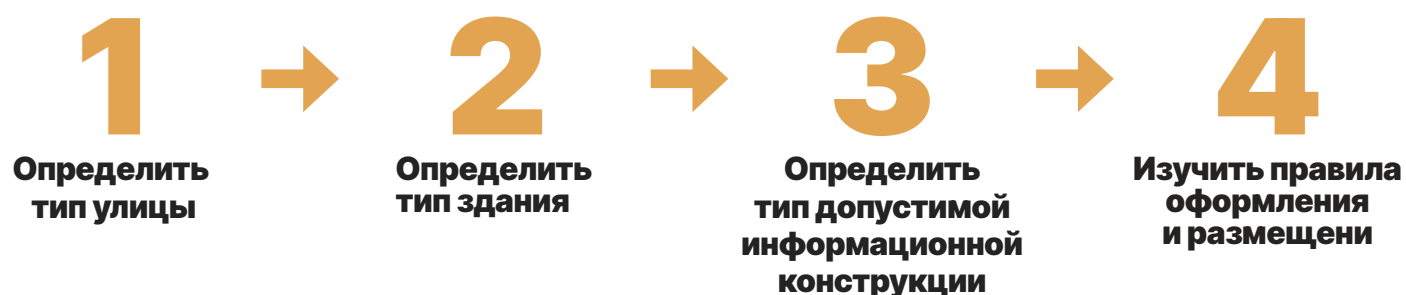 1
Определить
тип улицы
2
Определить
тип здания
3
Определить
тип допустимой
информационной
конструкции
4
Изучить правила
оформления
и размещени